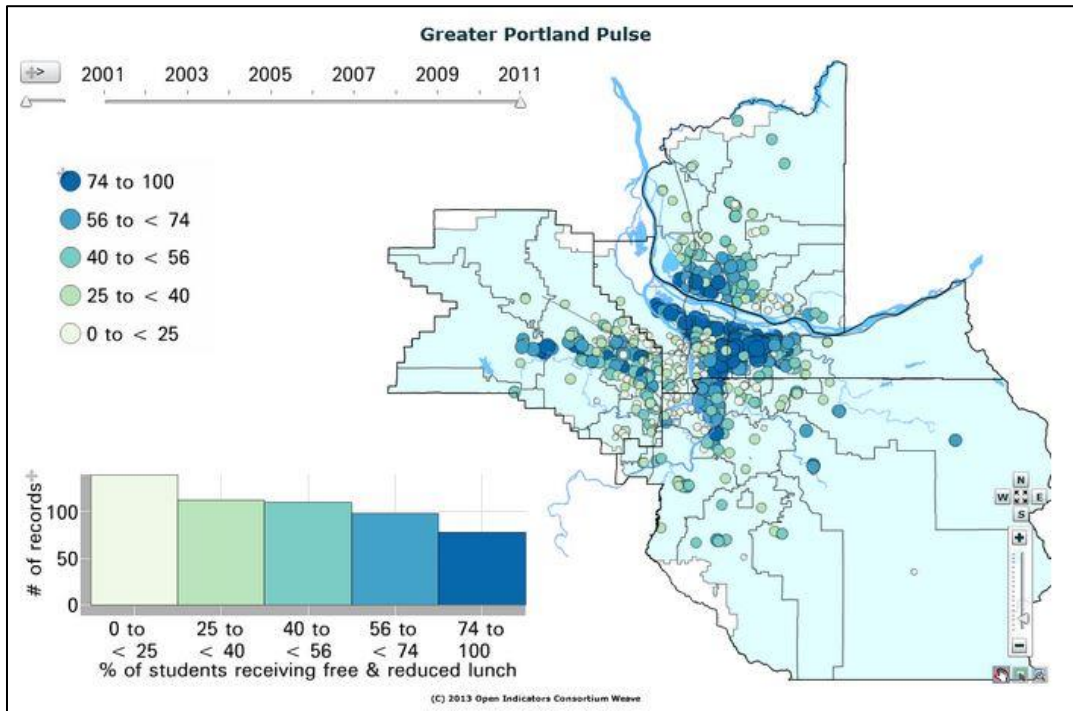 Greater Portland Pulse
2001 2003 2005 2007 2009 2011
74 to 100
56 to < 74
40 to < 56
25 to < 40
0 to < 25
N
W E
S
# of records
100
50
0
0 to 25 to 40 to 56 to 74 to
< 25 < 40 < 56 < 74 100
% of students receiving free & reduced lunch
(C) 2013 Open Indicators Consortium Weave